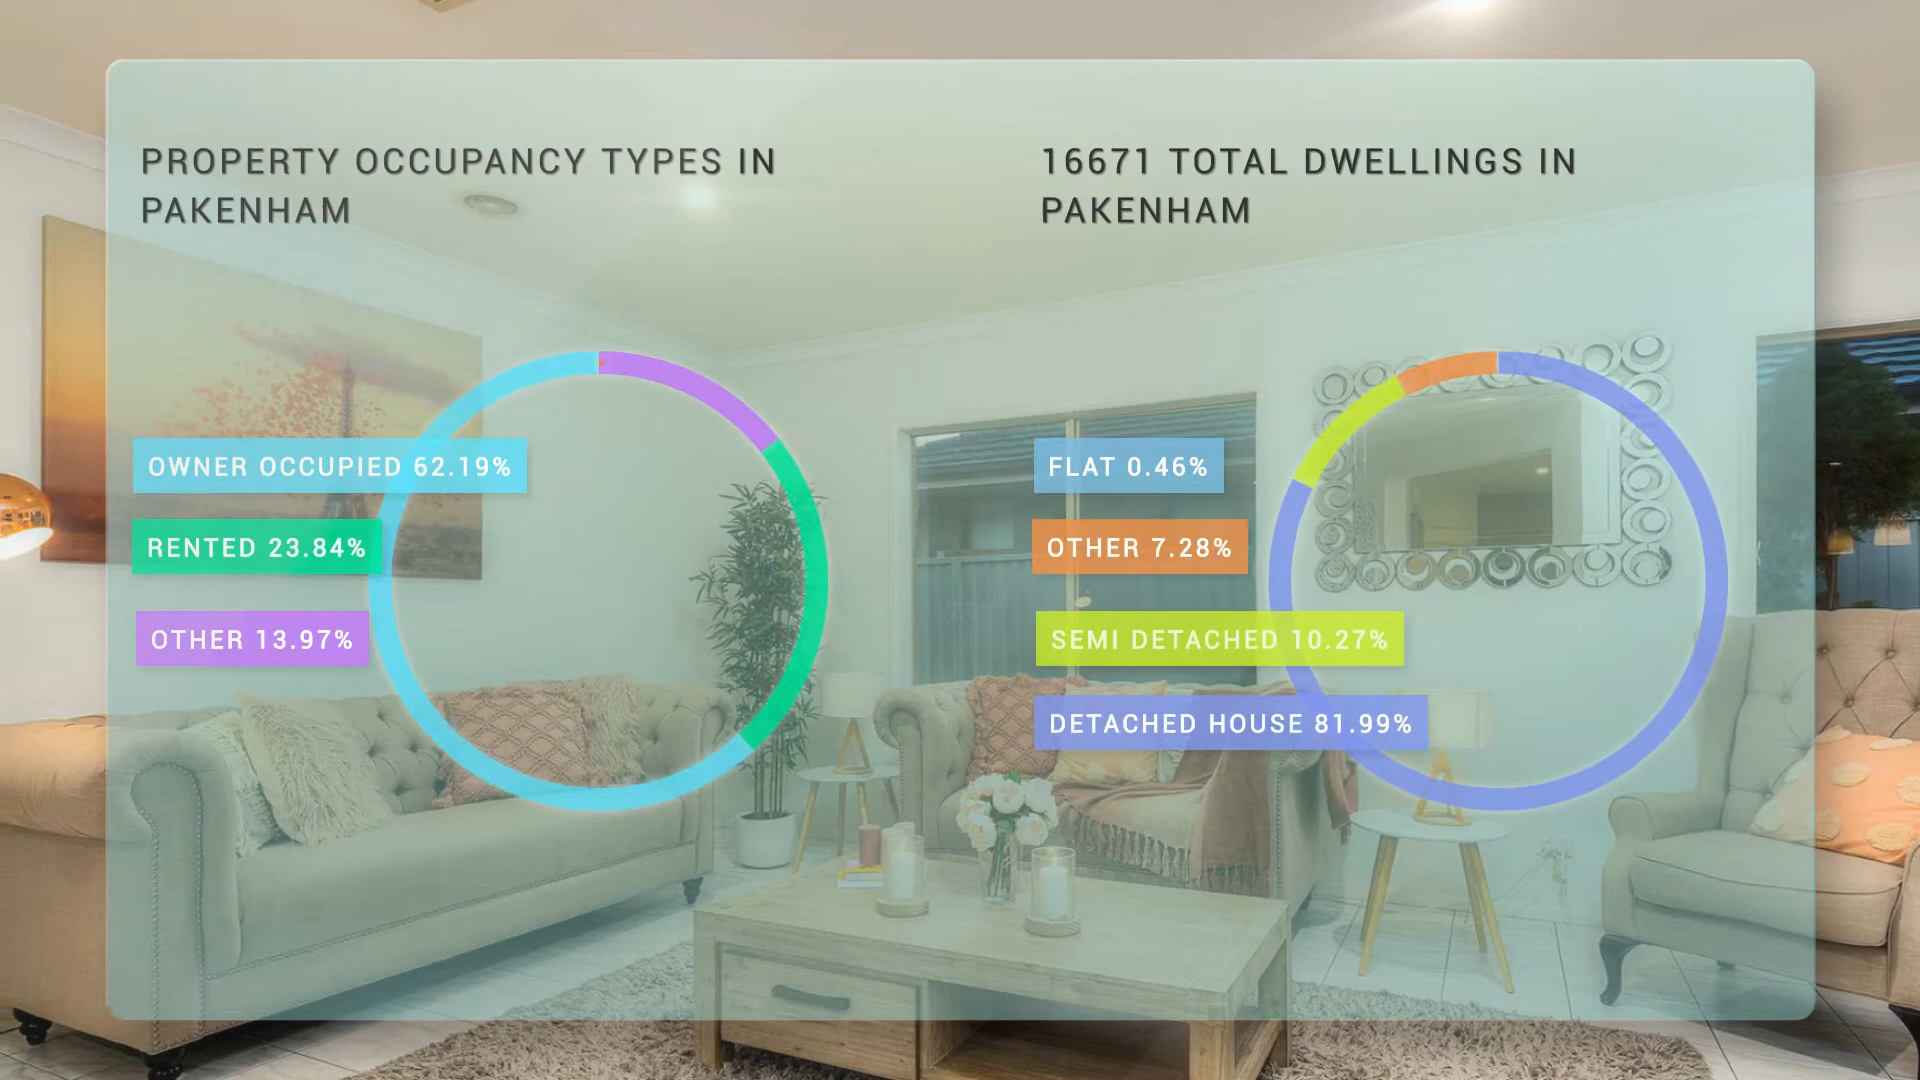 PROPERTY OCCUPANCY TYPES IN
PAKENHAM
OWNER OCCUPIED 62.19%
RENTED 23.84%
OTHER 13.97%
16671 TOTAL DWELLINGS IN
PAKENHAM
FLAT 0.46%
OTHER 7.28%
SEMI DETACHED 10.27%
DETACHED HOUSE 81.99%